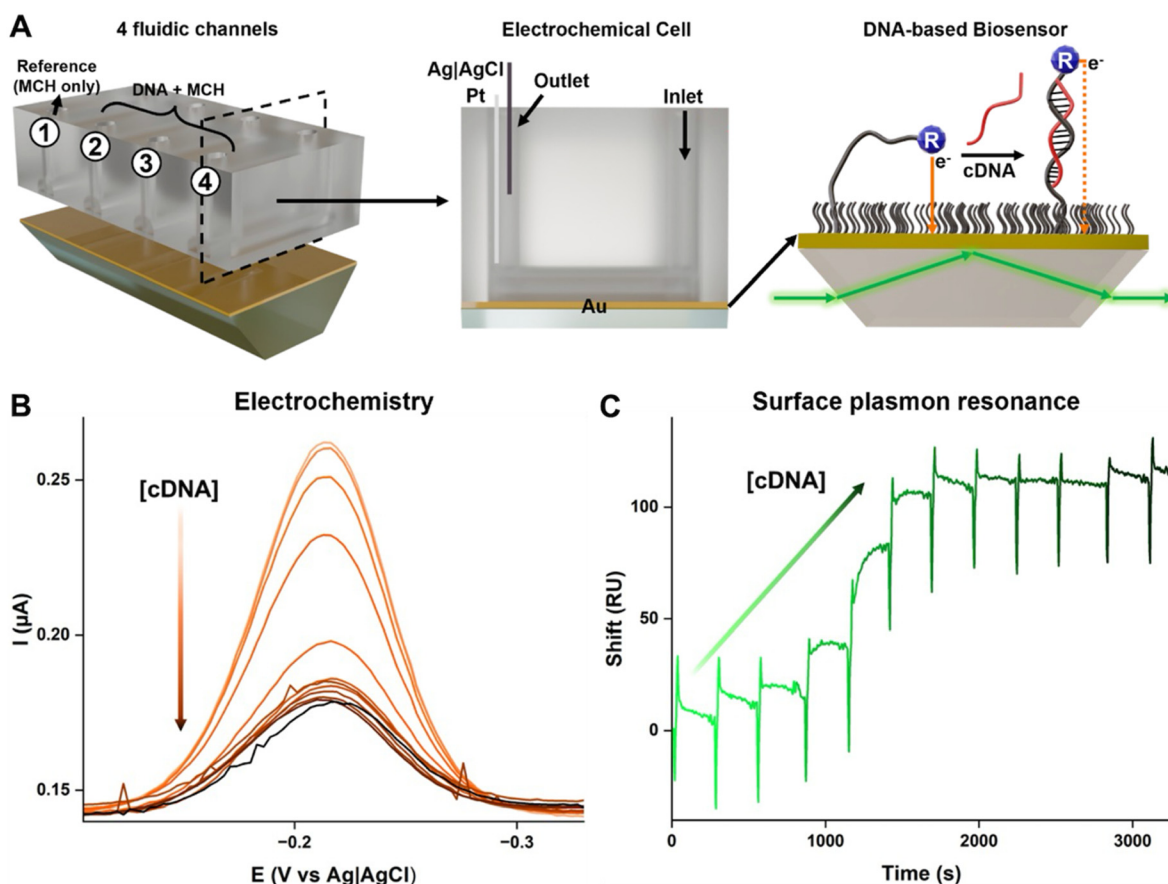 A
4 fluidic channels
Electrochemical Cell
DNA-based Biosensor
Reference
(MCH only)
DNA + MCH
1
2
3
4
Ag|AgCl
Pt
Outlet
Inlet
Au
R
e-
cDNA
R
e-
B
Electrochemistry
[cDNA]
I (µA)
0.25
0.20
0.15
−0.2
−0.3
E (V vs Ag|AgCl)
C
Surface plasmon resonance
[cDNA]
Shift (RU)
100
50
0
0
1000
2000
3000
Time (s)